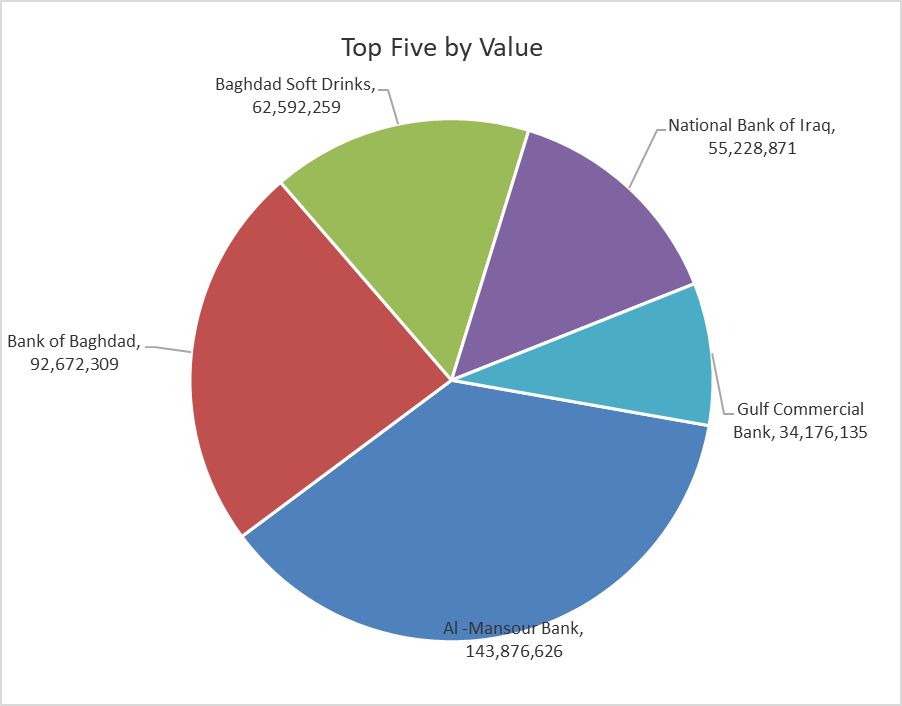 Top Five by Value
Baghdad Soft Drinks,
62,592,259
National Bank of Iraq,
55,228,871
Bank of Baghdad,
92,672,309
Gulf Commercial
Bank, 34,176,135
Al -Mansour Bank,
143,876,626